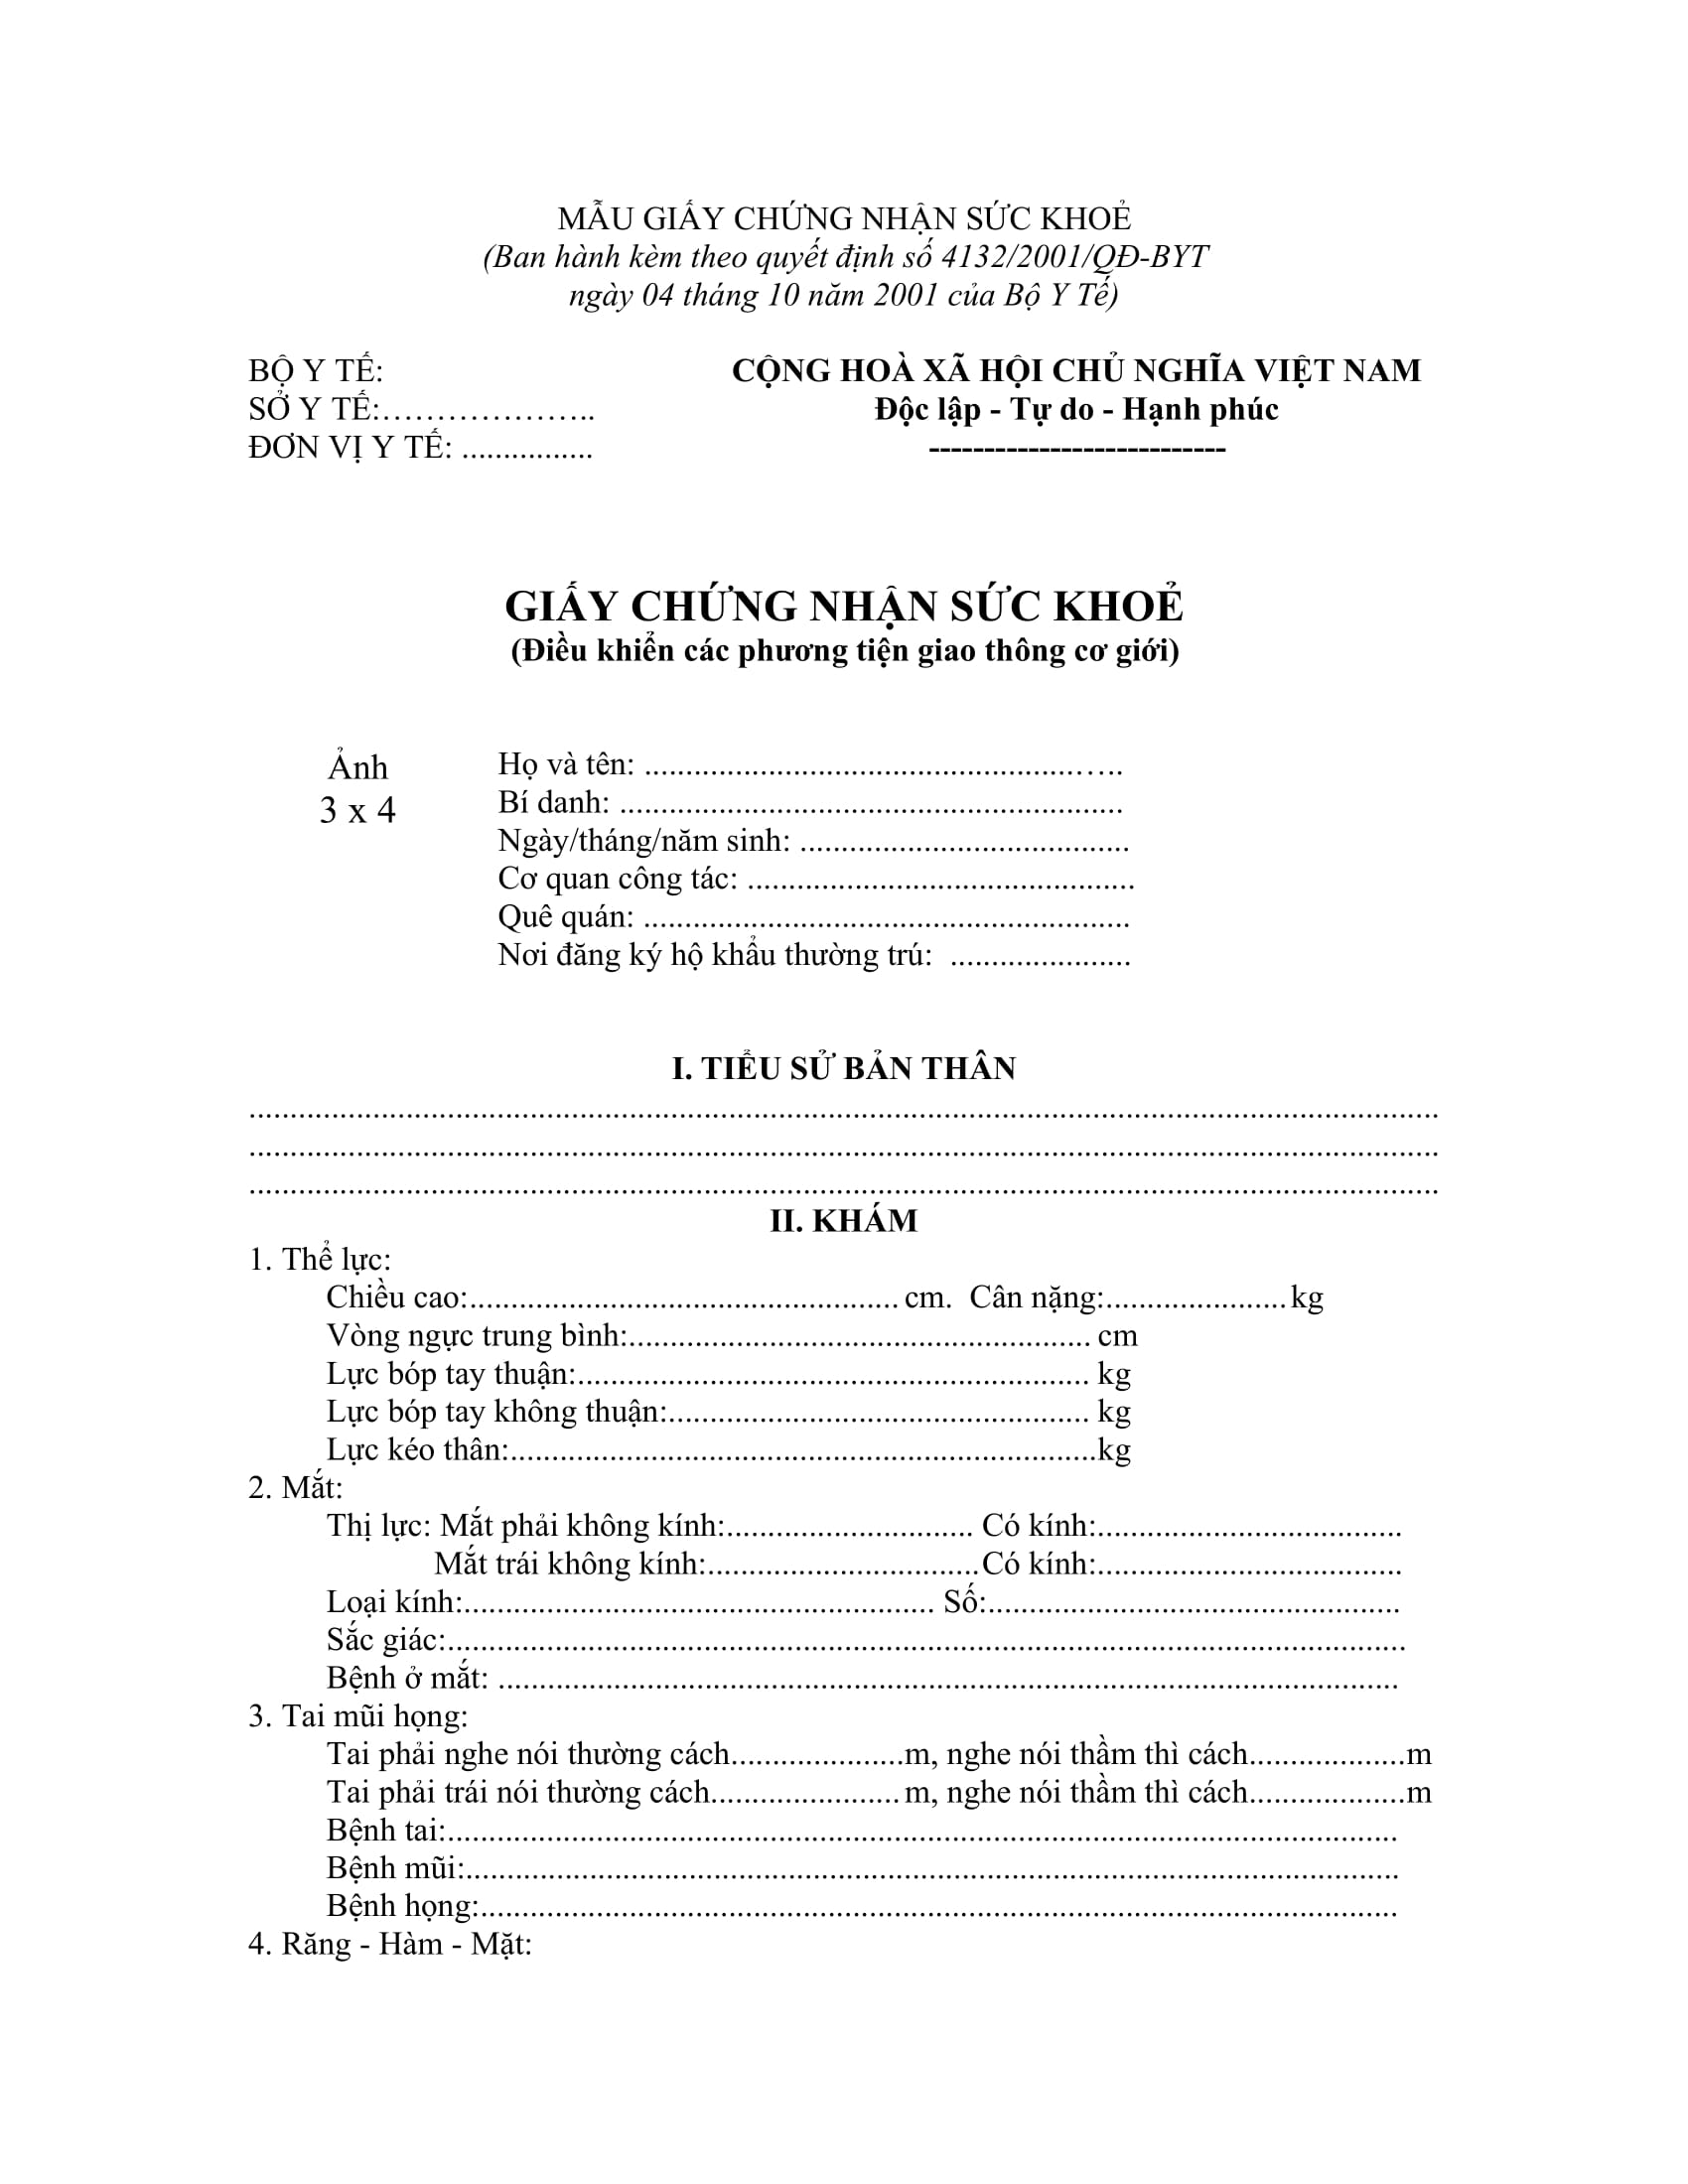 MẪU GIẤY CHỨNG NHẬN SỨC KHOẺ
(Ban hành kèm theo quyết định số 4132/2001/QĐ-BYT
ngày 04 tháng 10 năm 2001 của Bộ Y Tế)
BỘ Y TẾ:
SỞ Y TẾ:………………..
ĐƠN VỊ Y TẾ: ................
CỘNG HOÀ XÃ HỘI CHỦ NGHĨA VIỆT NAM
Độc lập - Tự do - Hạnh phúc
---------------------------
GIẤY CHỨNG NHẬN SỨC KHOẺ
(Điều khiển các phương tiện giao thông cơ giới)
Ảnh
3 x 4
Họ và tên: ....................................................…..
Bí danh: .............................................................
Ngày/tháng/năm sinh: ........................................
Cơ quan công tác: ...............................................
Quê quán: ...........................................................
Nơi đăng ký hộ khẩu thường trú: ......................
I. TIỂU SỬ BẢN THÂN
................................................................................................................................................
................................................................................................................................................
................................................................................................................................................
II. KHÁM
1. Thể lực:
Chiều cao:.................................................... cm. Cân nặng:......................kg
Vòng ngực trung bình:........................................................ cm
Lực bóp tay thuận:.............................................................. kg
Lực bóp tay không thuận:................................................... kg
Lực kéo thân:.......................................................................kg
2. Mắt:
Thị lực: Mắt phải không kính:.............................. Có kính:.....................................
Mắt trái không kính:.................................Có kính:.....................................
Loại kính:......................................................... Số:..................................................
Sắc giác:....................................................................................................................
Bệnh ở mắt: .............................................................................................................
3. Tai mũi họng:
Tai phải nghe nói thường cách.....................m, nghe nói thầm thì cách...................m
Tai phải trái nói thường cách.......................m, nghe nói thầm thì cách...................m
Bệnh tai:...................................................................................................................
Bệnh mũi:.................................................................................................................
Bệnh họng:...............................................................................................................
4. Răng - Hàm - Mặt: